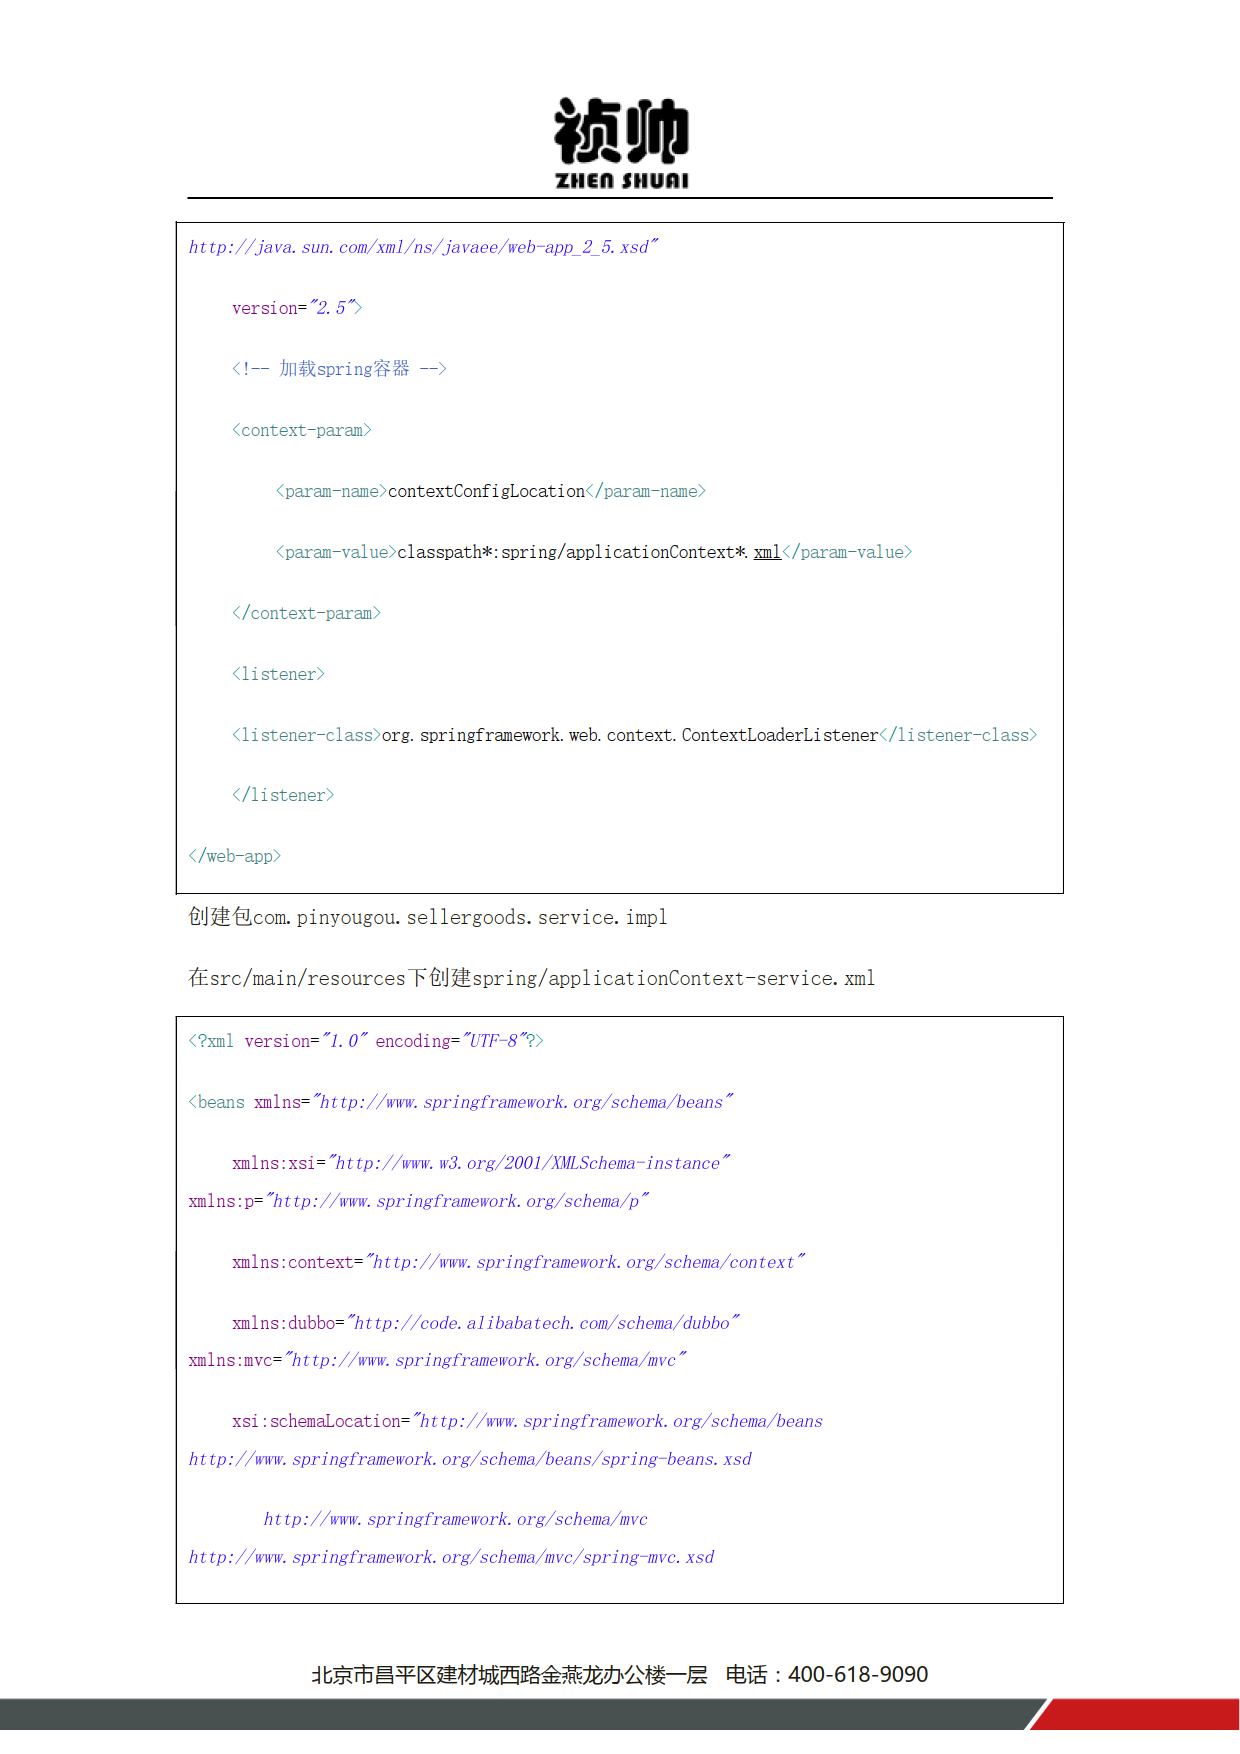 祯帅
ZHEN SHUAI
http://java.sun.com/xml/ns/javaee/web-app_2_5.xsd"
version="2.5">
<!-- 加载spring容器 -->
<context-param>
<param-name>contextConfigLocation</param-name>
<param-value>classpath*:spring/applicationContext*.xml</param-value>
</context-param>
<listener>
<listener-class>org.springframework.web.context.ContextLoaderListener</listener-class>
</listener>
</web-app>
创建包com.pinyougou.sellergoods.service.impl
在src/main/resources下创建spring/applicationContext-service.xml
<?xml version="1.0" encoding="UTF-8"?>
<beans xmlns="http://www.springframework.org/schema/beans"
xmlns:xsi="http://www.w3.org/2001/XMLSchema-instance"
xmlns:p="http://www.springframework.org/schema/p"
xmlns:context="http://www.springframework.org/schema/context"
xmlns:dubbo="http://code.alibabatech.com/schema/dubbo"
xmlns:mvc="http://www.springframework.org/schema/mvc"
xsi:schemaLocation="http://www.springframework.org/schema/beans
http://www.springframework.org/schema/beans/spring-beans.xsd
http://www.springframework.org/schema/mvc
http://www.springframework.org/schema/mvc/spring-mvc.xsd
北京市昌平区建材城西路金燕龙办公楼一层 电话：400-618-9090